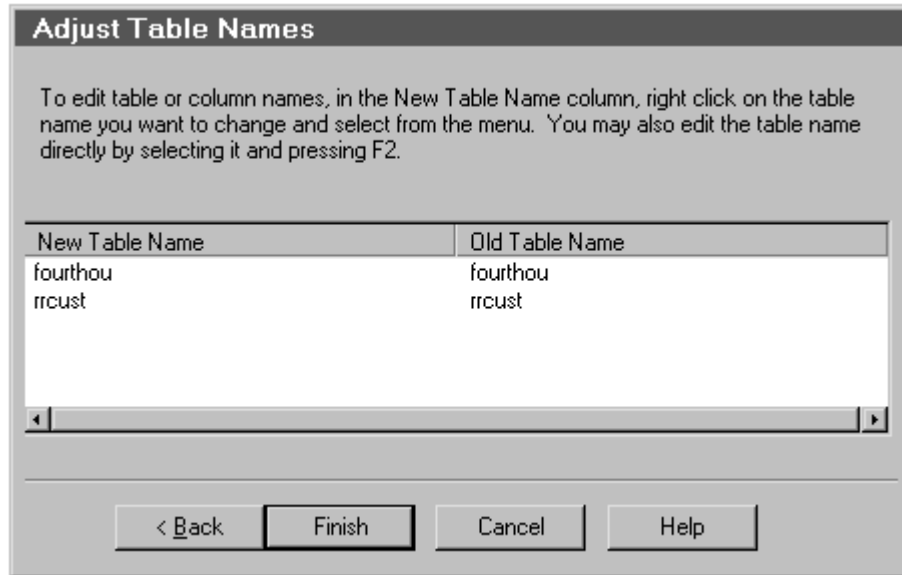 Adjust Table Names
To edit table or column names, in the New Table Name column, right click on the table
name you want to change and select from the menu.  You may also edit the table name
directly by selecting it and pressing F2.
New Table Name Old Table Name
fourthou fourthou
rrcust rrcust
< Back Finish Cancel Help